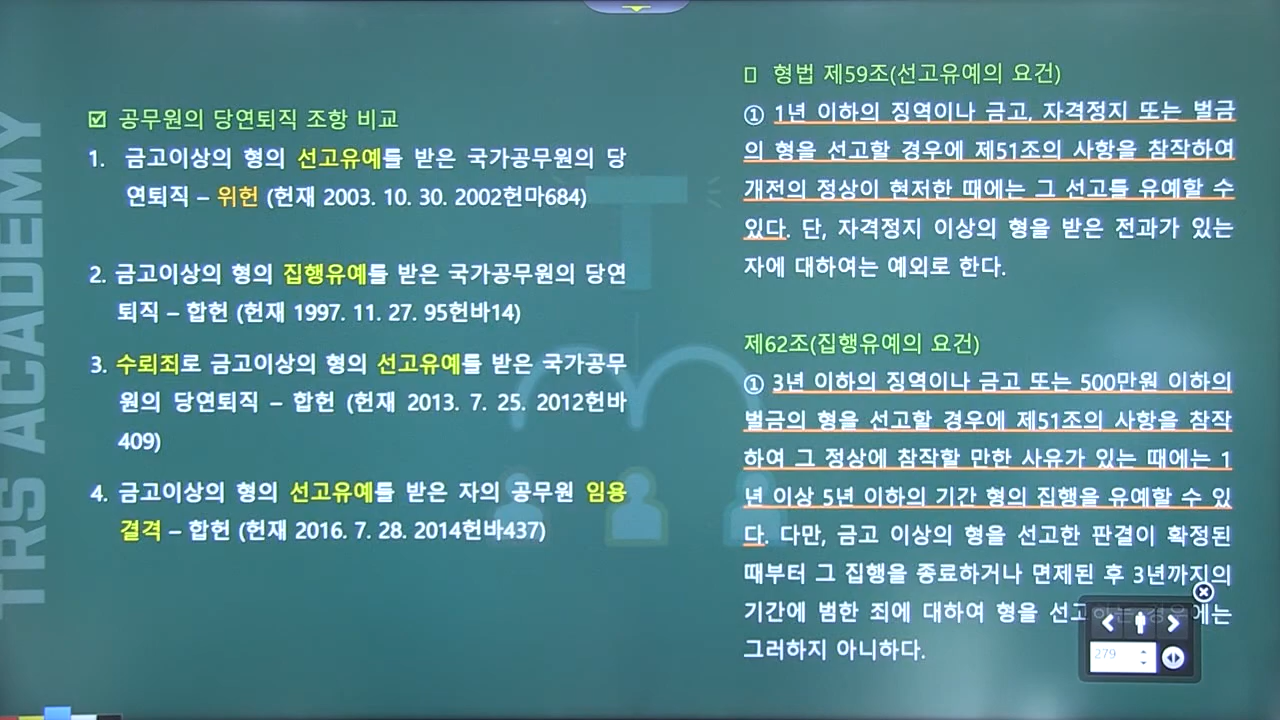 TRS ACADEMY
☑ 공무원의 당연퇴직 조항 비교
1. 금고이상의 형의 선고유예를 받은 국가공무원의 당
연퇴직 – 위헌 (헌재 2003. 10. 30. 2002헌마684)
2. 금고이상의 형의 집행유예를 받은 국가공무원의 당연
퇴직 – 합헌 (헌재 1997. 11. 27. 95헌바14)
3. 수뢰죄로 금고이상의 형의 선고유예를 받은 국가공무
원의 당연퇴직 – 합헌 (헌재 2013. 7. 25. 2012헌바
409)
4. 금고이상의 형의 선고유예를 받은 자의 공무원 임용
결격 – 합헌 (헌재 2016. 7. 28. 2014헌바437)
형법 제59조(선고유예의 요건)
① 1년 이하의 징역이나 금고, 자격정지 또는 벌금
의 형을 선고할 경우에 제51조의 사항을 참작하여
개전의 정상이 현저한 때에는 그 선고를 유예할 수
있다. 단, 자격정지 이상의 형을 받은 전과가 있는
자에 대하여는 예외로 한다.
제62조(집행유예의 요건)
① 3년 이하의 징역이나 금고 또는 500만원 이하의
벌금의 형을 선고할 경우에 제51조의 사항을 참작
하여 그 정상에 참작할 만한 사유가 있는 때에는 1
년 이상 5년 이하의 기간 형의 집행을 유예할 수 있
다. 다만, 금고 이상의 형을 선고한 판결이 확정된
때부터 그 집행을 종료하거나 면제된 후 3년까지의
기간에 범한 죄에 대하여 형을 선고하는 경우에는
그러하지 아니하다.
279